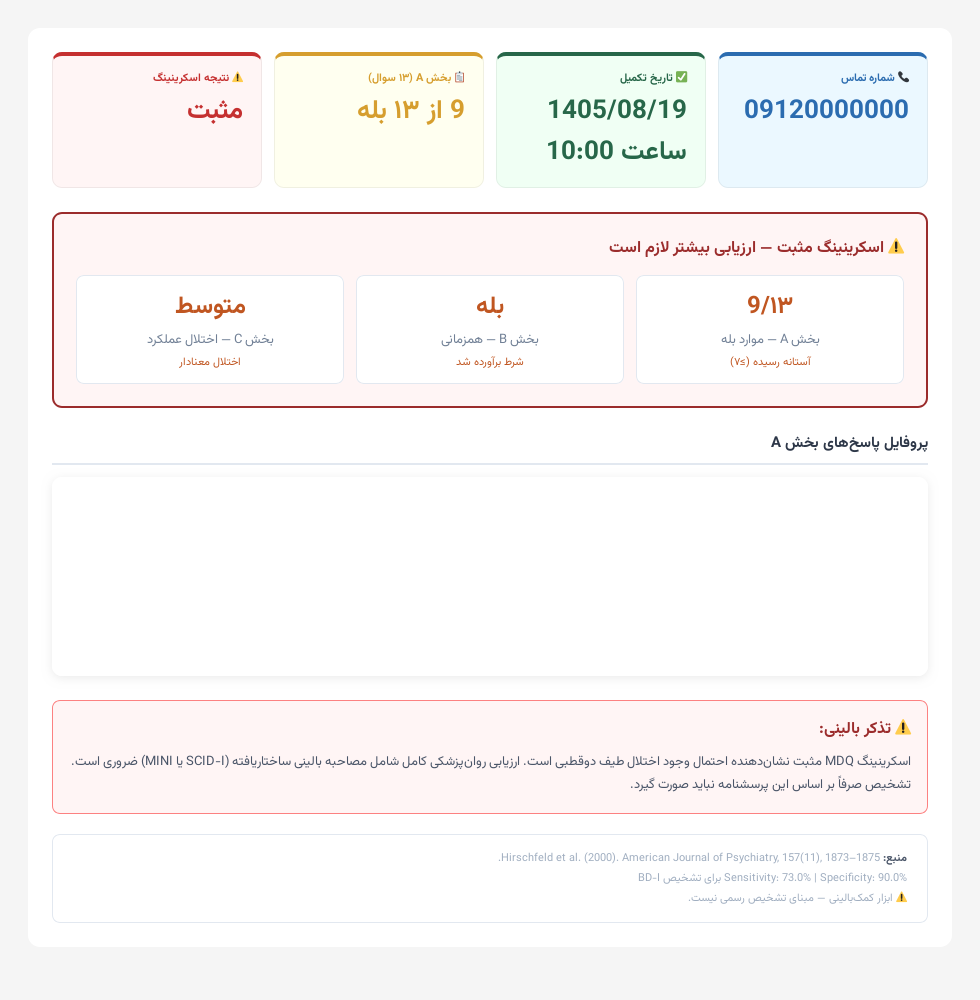 📞 شماره تماس
09120000000
✅ تاریخ تکمیل
1405/08/19
ساعت 10:00
📋 بخش A (۱۳ سوال)
9 از ۱۳ بله
⚠️ نتیجه اسکرینینگ
مثبت
⚠️ اسکرینینگ مثبت — ارزیابی بیشتر لازم است
9/۱۳
بخش A — موارد بله
آستانه رسیده (≥۷)
بله
بخش B — همزمانی
شرط برآورده شد
متوسط
بخش C — اختلال عملکرد
اختلال معنادار
پروفایل پاسخ‌های بخش A
⚠️ تذکر بالینی:
اسکرینینگ MDQ مثبت نشان‌دهنده احتمال وجود اختلال طیف دوقطبی است. ارزیابی روان‌پزشکی کامل شامل مصاحبه بالینی ساختاریافته (SCID-I یا MINI) ضروری است.
تشخیص صرفاً بر اساس این پرسشنامه نباید صورت گیرد.
منبع: Hirschfeld et al. (2000). American Journal of Psychiatry, 157(11), 1873–1875.
Sensitivity: 73.0% | Specificity: 90.0% برای تشخیص BD-I
⚠️ ابزار کمک‌بالینی — مبنای تشخیص رسمی نیست.